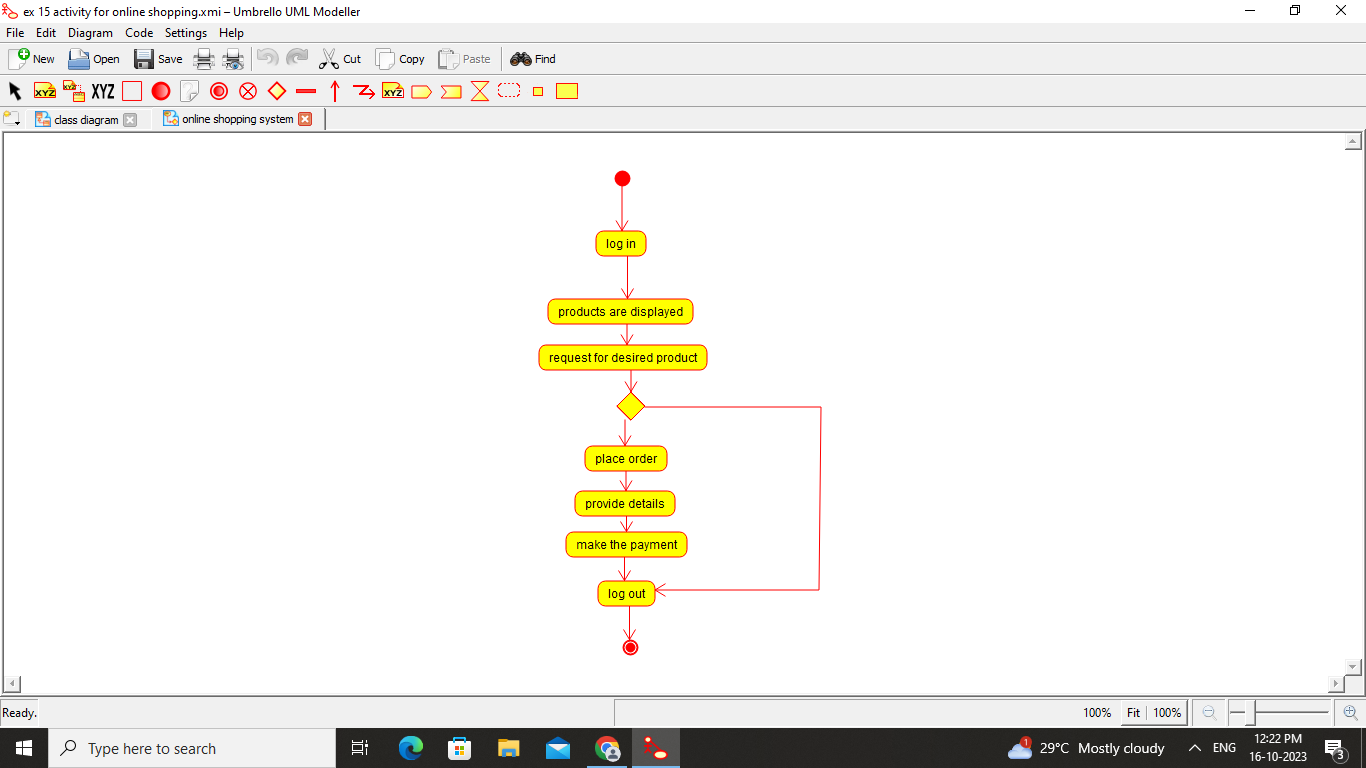 ex 15 activity for online shopping.xmi – Umbrello UML Modeller
File Edit Diagram Code Settings Help
New Open Save Cut Copy Paste Find
XYZ XYZ XYZ XYZ
class diagram online shopping system
log in
products are displayed
request for desired product
place order
provide details
make the payment
log out
Ready. 100% Fit 100%
Type here to search 1 29°C Mostly cloudy ENG 12:22 PM
16-10-2023 3